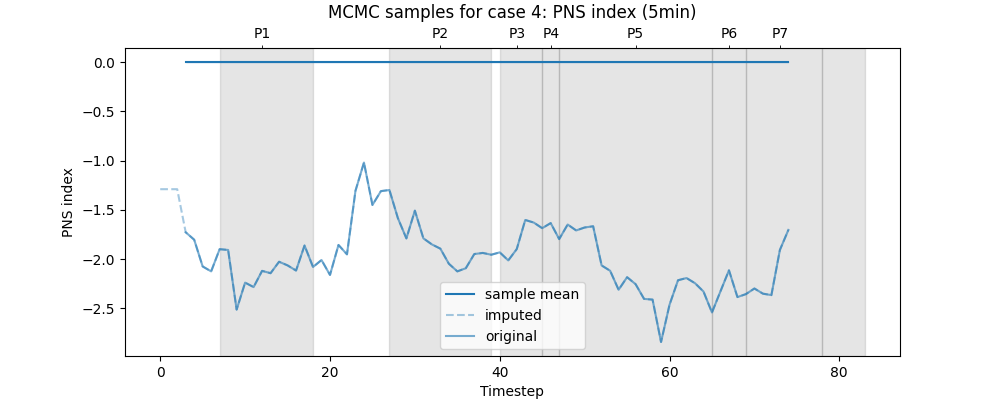 MCMC samples for case 4: PNS index (5min)
P1 P2 P3 P4 P5 P6 P7
0.0
−0.5
−1.0
−1.5
−2.0
−2.5
PNS index
sample mean
imputed
original
0 20 40 60 80
Timestep